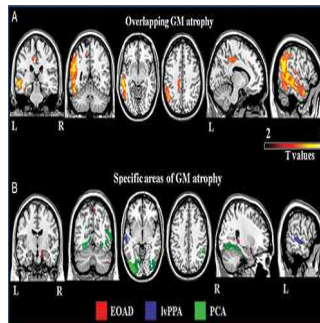 A
Overlapping GM atrophy
L R L
2
T values
B
Specific areas of GM atrophy
L R R L
EOAD lvPPA PCA